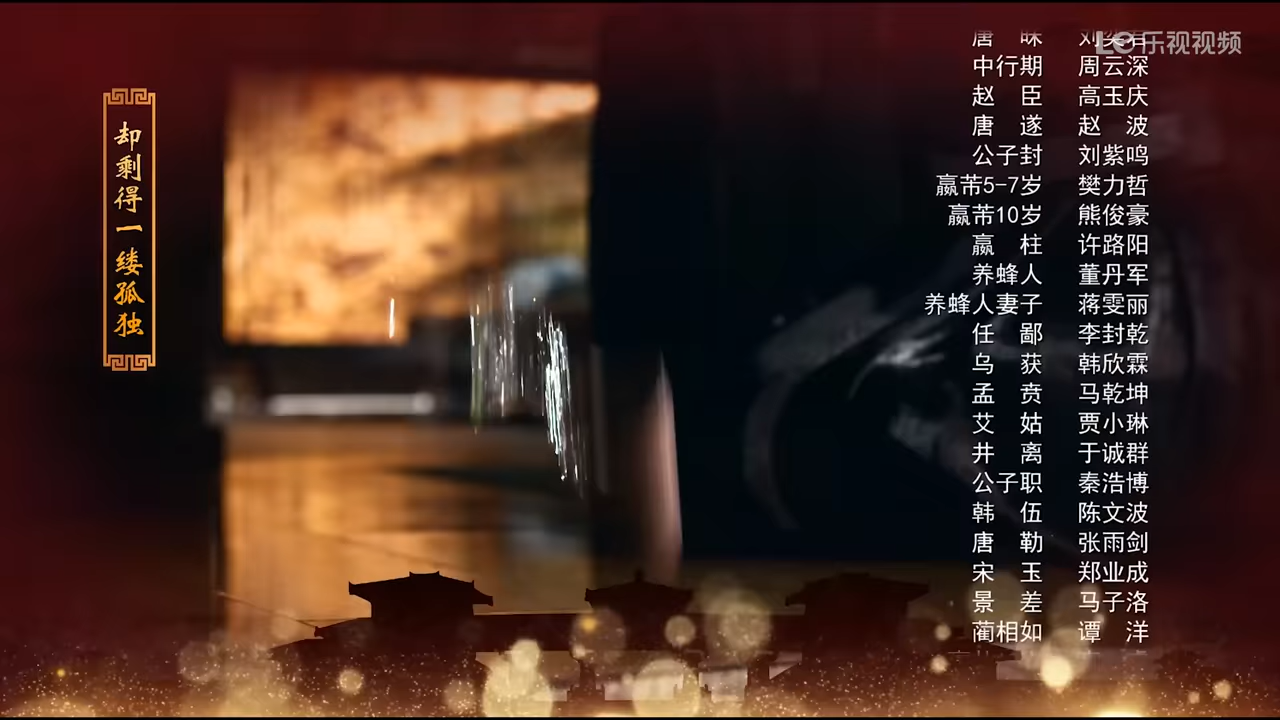 乐视视频
却剩得一缕孤独
唐 昧
中行期 周云深
赵 臣 高玉庆
唐 遂 赵 波
公子封 刘紫鸣
嬴芾5-7岁 樊力哲
嬴芾10岁 熊俊豪
嬴 柱 许路阳
养蜂人 董丹军
养蜂人妻子 蒋雯丽
任 鄙 李封乾
乌 获 韩欣霖
孟 贲 马乾坤
艾 姑 贾小琳
井 离 于诚群
公子职 秦浩博
韩 伍 陈文波
唐 勒 张雨剑
宋 玉 郑业成
景 差 马子洛
蔺相如 谭 洋